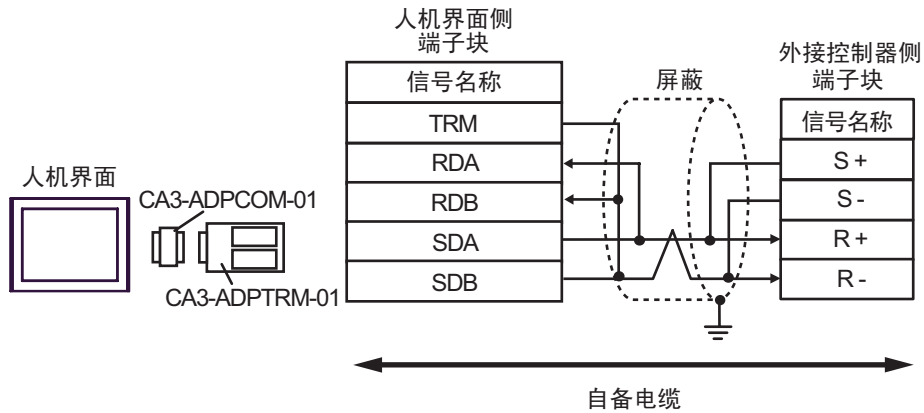 人机界面侧
端子块
信号名称
TRM
RDA
RDB
SDA
SDB
屏蔽
外接控制器侧
端子块
信号名称
S +
S -
R +
R -
人机界面
CA3-ADPCOM-01
CA3-ADPTRM-01
自备电缆